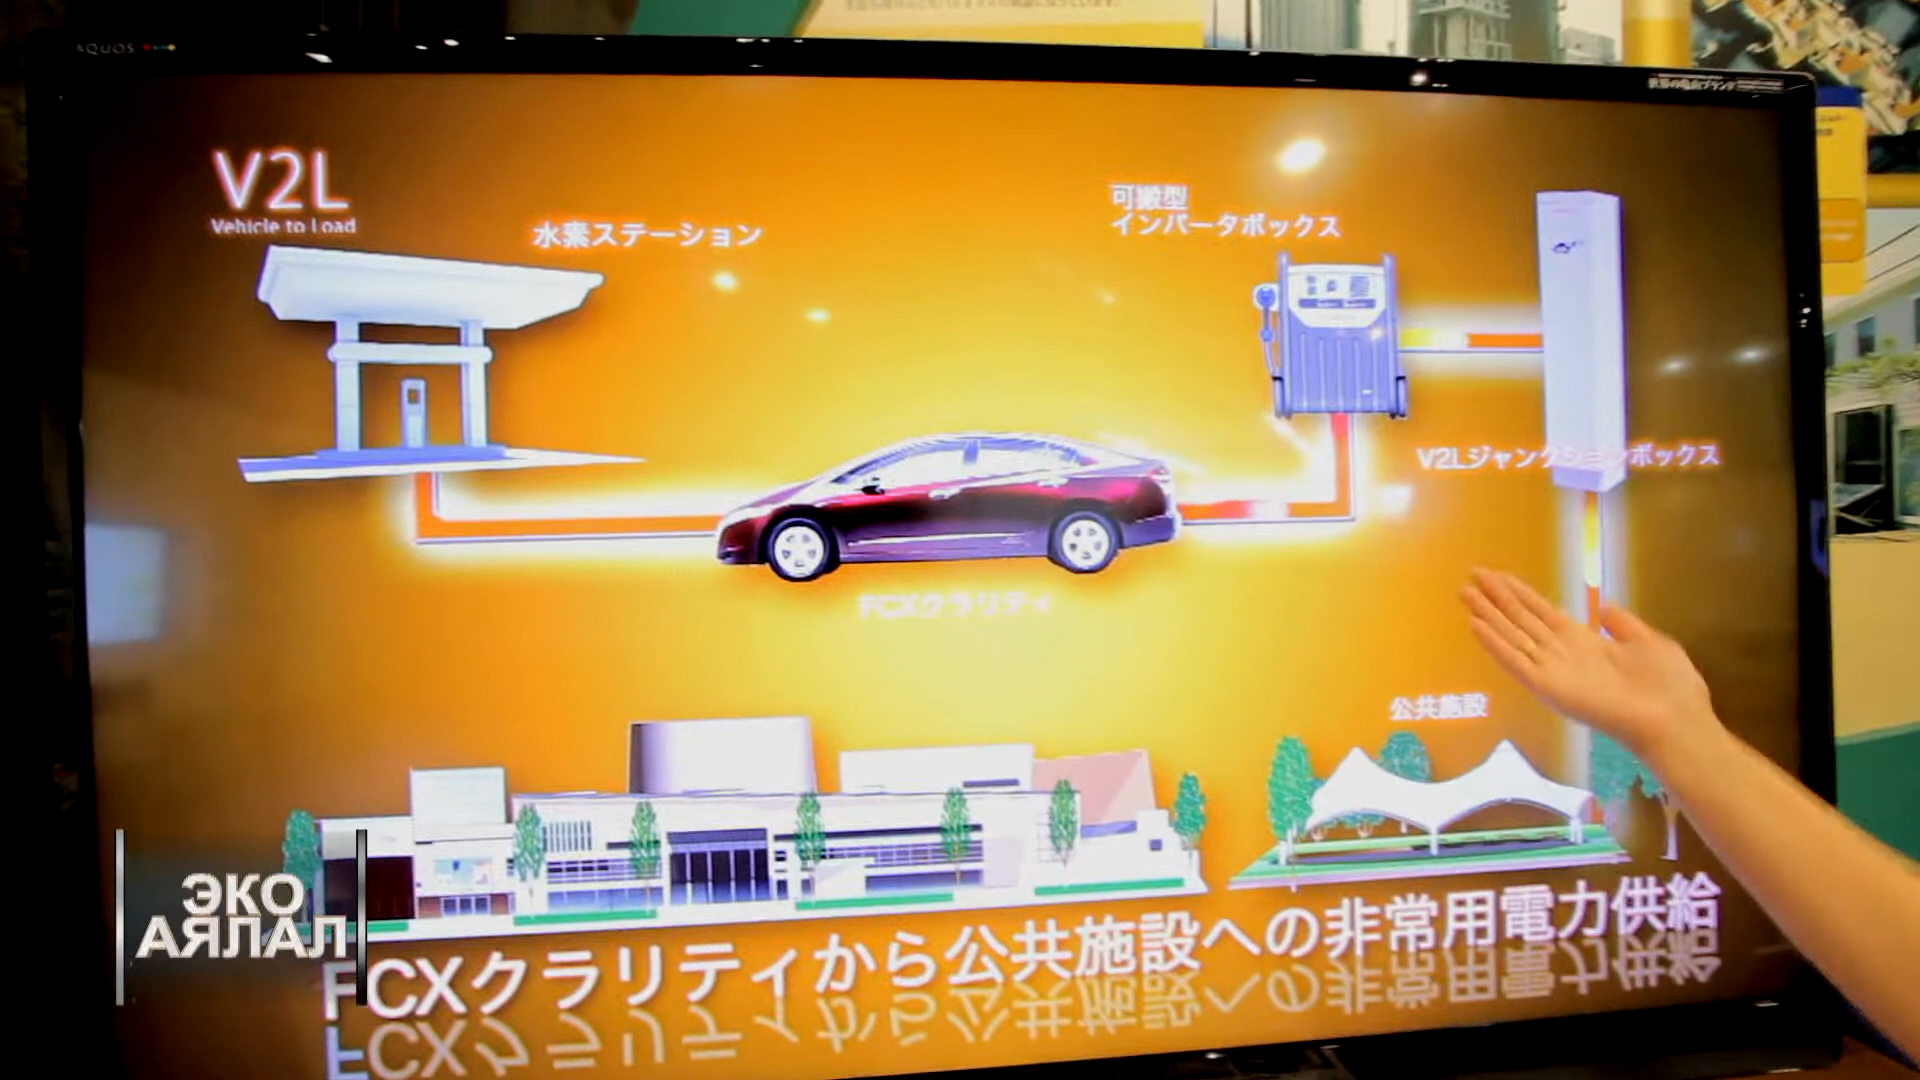 AQUOS
V2L
Vehicle to Load
水素ステーション
可搬型
インバータボックス
V2Lジャンクションボックス
FCXクラリティ
公共施設
FCXクラリティから公共施設への非常用電力供給
ЭКО
АЯЛАЛ